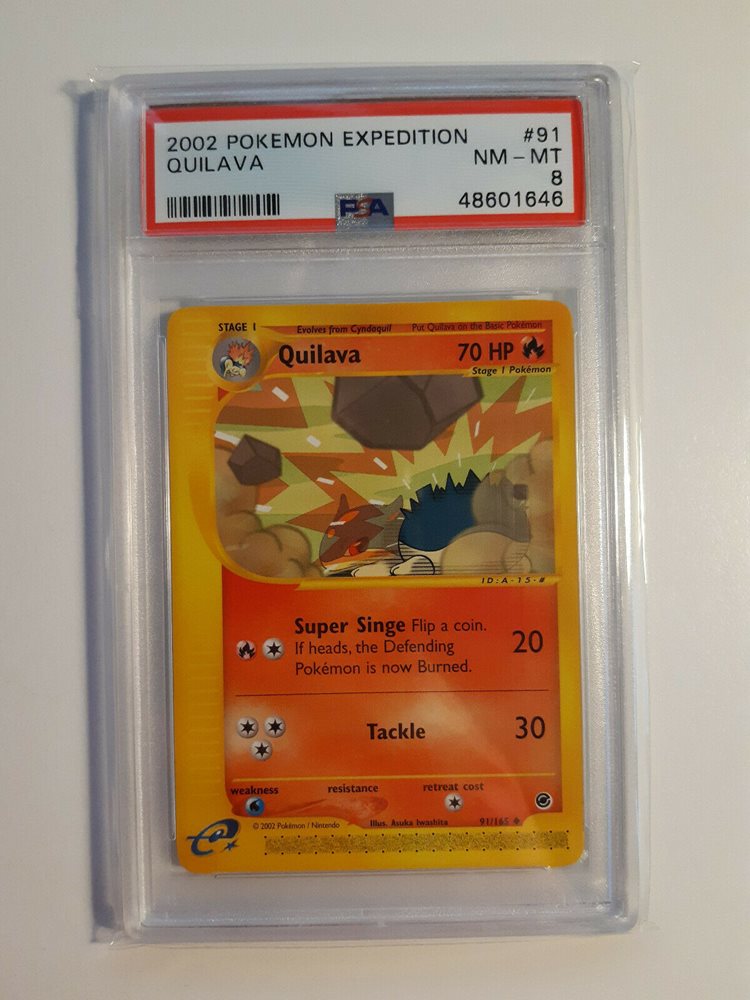 2002 POKEMON EXPEDITION #91
QUILAVA NM - MT
8
PSA 48601646
STAGE 1 Evolves from Cyndaquil Put Quilava on the Basic Pokémon
Quilava 70 HP
Stage 1 Pokémon
ID:A-15-#
Super Singe Flip a coin.
If heads, the Defending
Pokémon is now Burned.
20
Tackle 30
weakness resistance retreat cost
© 2002 Pokémon / Nintendo Illus. Asuka Iwashita 91/165
e